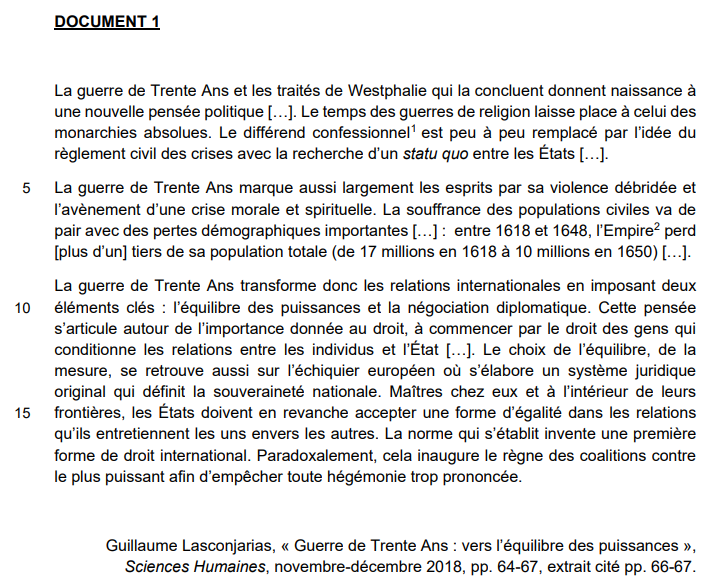 DOCUMENT 1
La guerre de Trente Ans et les traités de Westphalie qui la concluent donnent naissance à
une nouvelle pensée politique […]. Le temps des guerres de religion laisse place à celui des
monarchies absolues. Le différend confessionnel¹ est peu à peu remplacé par l’idée du
règlement civil des crises avec la recherche d’un statu quo entre les États […].
5 La guerre de Trente Ans marque aussi largement les esprits par sa violence débridée et
l’avènement d’une crise morale et spirituelle. La souffrance des populations civiles va de
pair avec des pertes démographiques importantes […] : entre 1618 et 1648, l’Empire² perd
[plus d’un] tiers de sa population totale (de 17 millions en 1618 à 10 millions en 1650) […].
La guerre de Trente Ans transforme donc les relations internationales en imposant deux
10 éléments clés : l’équilibre des puissances et la négociation diplomatique. Cette pensée
s’articule autour de l’importance donnée au droit, à commencer par le droit des gens qui
conditionne les relations entre les individus et l’État […]. Le choix de l’équilibre, de la
mesure, se retrouve aussi sur l’échiquier européen où s’élabore un système juridique
original qui définit la souveraineté nationale. Maîtres chez eux et à l’intérieur de leurs
15 frontières, les États doivent en revanche accepter une forme d’égalité dans les relations
qu’ils entretiennent les uns envers les autres. La norme qui s’établit invente une première
forme de droit international. Paradoxalement, cela inaugure le règne des coalitions contre
le plus puissant afin d’empêcher toute hégémonie trop prononcée.
Guillaume Lasconjarias, « Guerre de Trente Ans : vers l’équilibre des puissances »,
Sciences Humaines, novembre-décembre 2018, pp. 64-67, extrait cité pp. 66-67.